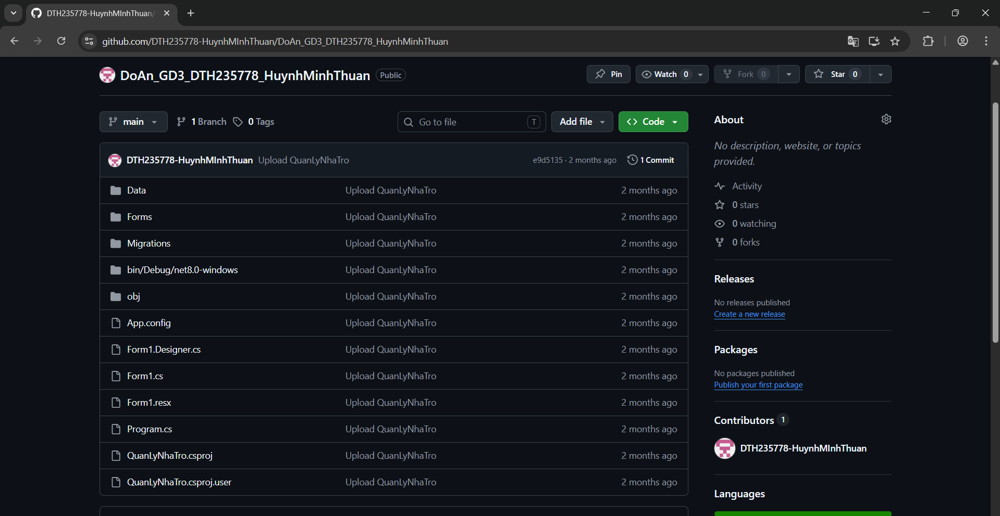 DTH235778-HuynhMInhThuan/
github.com/DTH235778-HuynhMInhThuan/DoAn_GD3_DTH235778_HuynhMinhThuan
DoAn_GD3_DTH235778_HuynhMinhThuan Public
Pin
Watch 0
Fork 0
Star 0
main
1 Branch
0 Tags
Go to file T
Add file
Code
DTH235778-HuynhMInhThuan Upload QuanLyNhaTro e9d5135 · 2 months ago 1 Commit
Data Upload QuanLyNhaTro 2 months ago
Forms Upload QuanLyNhaTro 2 months ago
Migrations Upload QuanLyNhaTro 2 months ago
bin/Debug/net8.0-windows Upload QuanLyNhaTro 2 months ago
obj Upload QuanLyNhaTro 2 months ago
App.config Upload QuanLyNhaTro 2 months ago
Form1.Designer.cs Upload QuanLyNhaTro 2 months ago
Form1.cs Upload QuanLyNhaTro 2 months ago
Form1.resx Upload QuanLyNhaTro 2 months ago
Program.cs Upload QuanLyNhaTro 2 months ago
QuanLyNhaTro.csproj Upload QuanLyNhaTro 2 months ago
QuanLyNhaTro.csproj.user Upload QuanLyNhaTro 2 months ago
About
No description, website, or topics
provided.
Activity
0 stars
0 watching
0 forks
Releases
No releases published
Create a new release
Packages
No packages published
Publish your first package
Contributors 1
DTH235778-HuynhMInhThuan
Languages